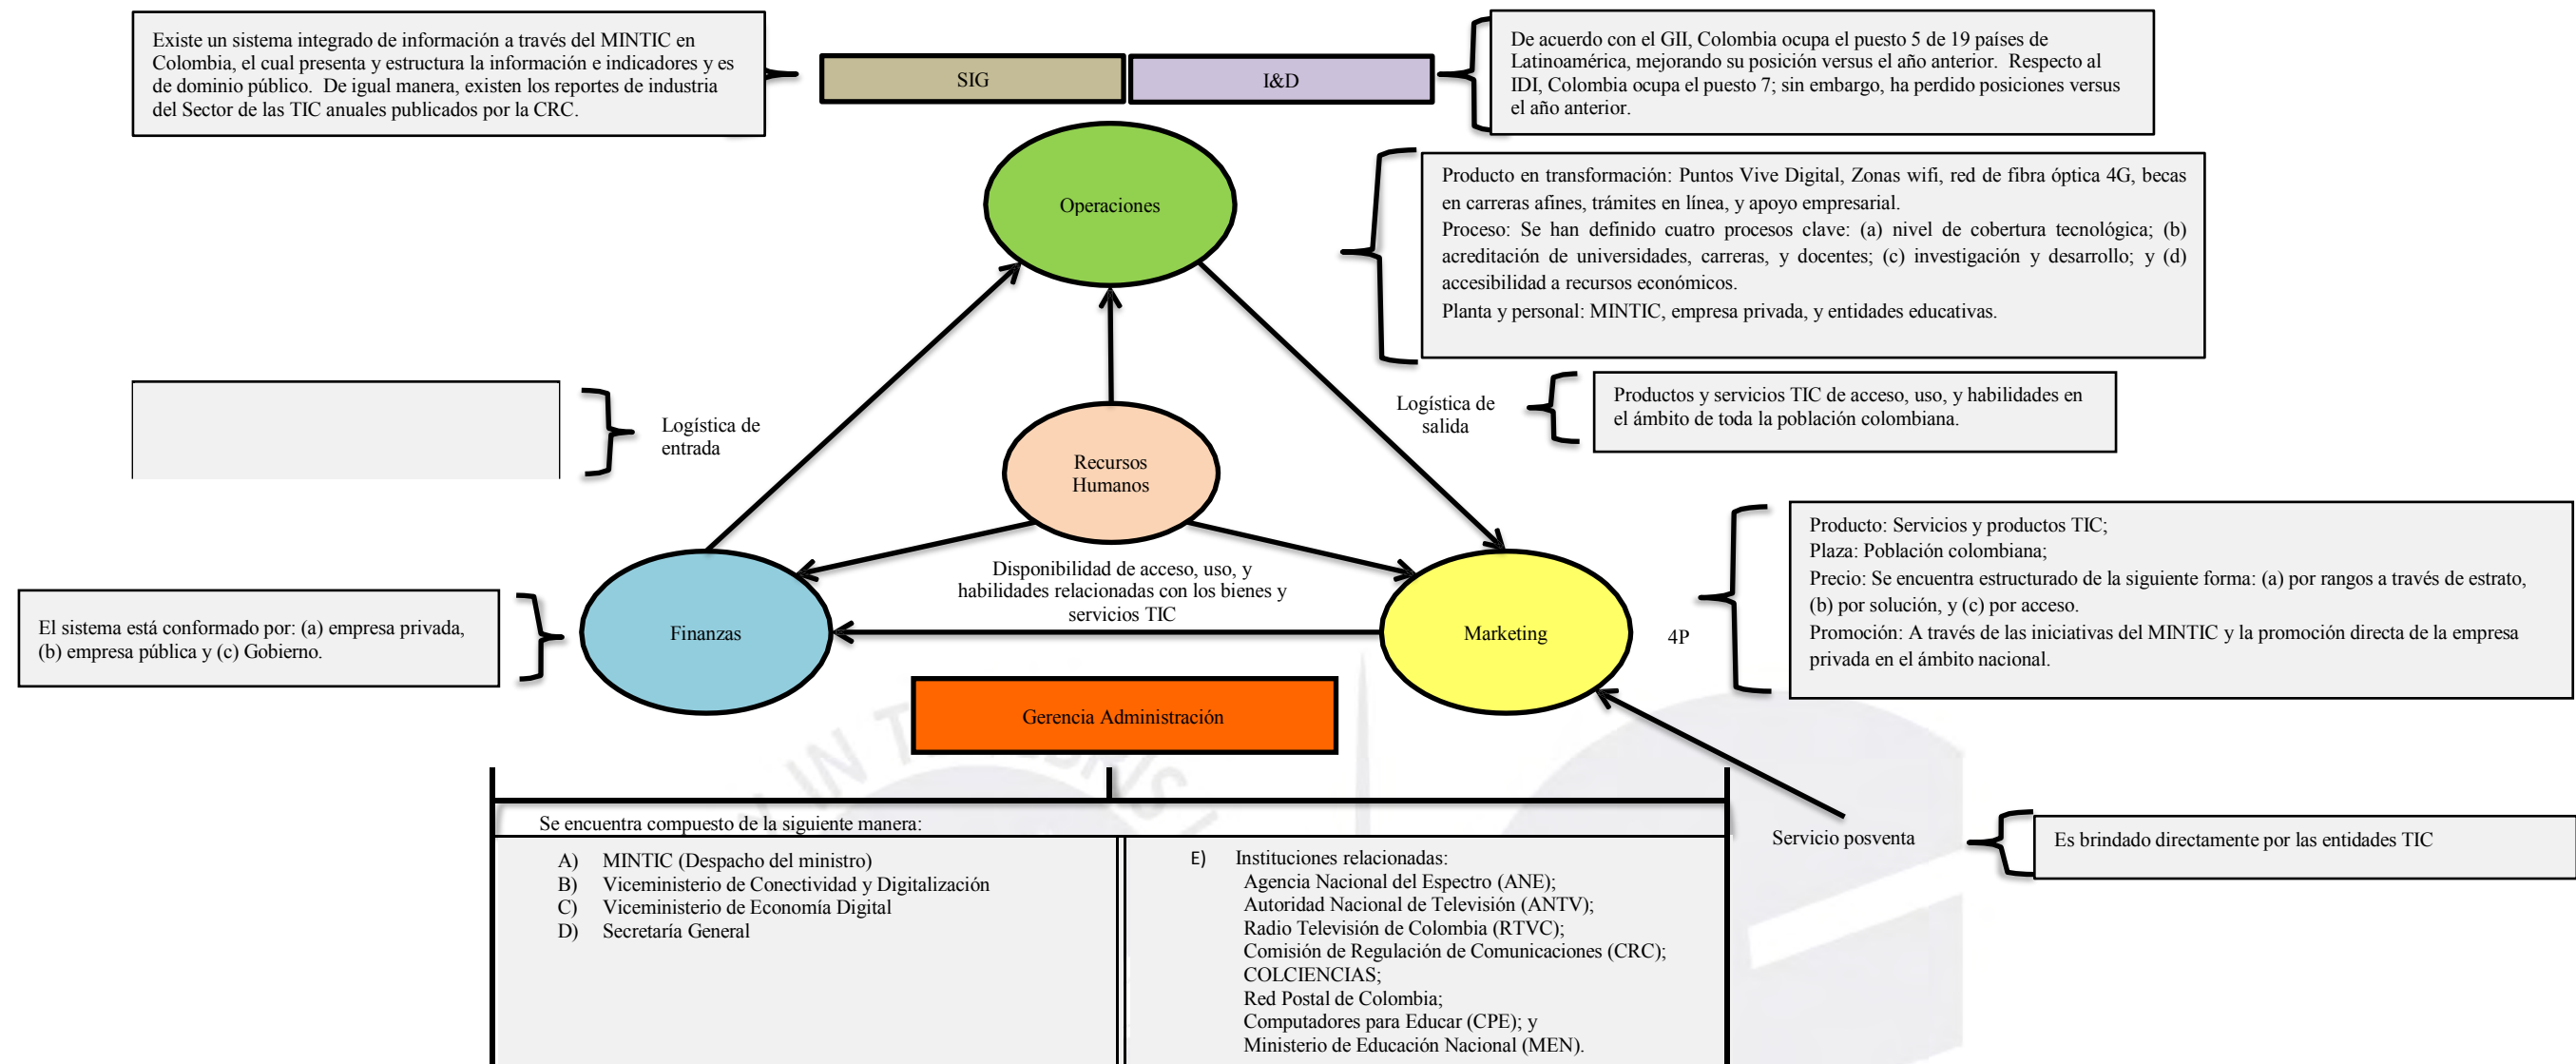 Existe un sistema integrado de información a través del MINTIC en
Colombia, el cual presenta y estructura la información e indicadores y es
de dominio público. De igual manera, existen los reportes de industria
del Sector de las TIC anuales publicados por la CRC.
SIG
I&D
De acuerdo con el GII, Colombia ocupa el puesto 5 de 19 países de
Latinoamérica, mejorando su posición versus el año anterior. Respecto al
IDI, Colombia ocupa el puesto 7; sin embargo, ha perdido posiciones versus
el año anterior.
Operaciones
Producto en transformación: Puntos Vive Digital, Zonas wifi, red de fibra óptica 4G, becas
en carreras afines, trámites en línea, y apoyo empresarial.
Proceso: Se han definido cuatro procesos clave: (a) nivel de cobertura tecnológica; (b)
acreditación de universidades, carreras, y docentes; (c) investigación y desarrollo; y (d)
accesibilidad a recursos económicos.
Planta y personal: MINTIC, empresa privada, y entidades educativas.
Logística de
entrada
Logística de
salida
Productos y servicios TIC de acceso, uso, y habilidades en
el ámbito de toda la población colombiana.
Recursos
Humanos
Disponibilidad de acceso, uso, y
habilidades relacionadas con los bienes y
servicios TIC
El sistema está conformado por: (a) empresa privada,
(b) empresa pública y (c) Gobierno.
Finanzas
Marketing
4P
Producto: Servicios y productos TIC;
Plaza: Población colombiana;
Precio: Se encuentra estructurado de la siguiente forma: (a) por rangos a través de estrato,
(b) por solución, y (c) por acceso.
Promoción: A través de las iniciativas del MINTIC y la promoción directa de la empresa
privada en el ámbito nacional.
Gerencia Administración
Se encuentra compuesto de la siguiente manera:
A) MINTIC (Despacho del ministro)
B) Viceministerio de Conectividad y Digitalización
C) Viceministerio de Economía Digital
D) Secretaría General
E) Instituciones relacionadas:
Agencia Nacional del Espectro (ANE);
Autoridad Nacional de Televisión (ANTV);
Radio Televisión de Colombia (RTVC);
Comisión de Regulación de Comunicaciones (CRC);
COLCIENCIAS;
Red Postal de Colombia;
Computadores para Educar (CPE); y
Ministerio de Educación Nacional (MEN).
Servicio posventa
Es brindado directamente por las entidades TIC